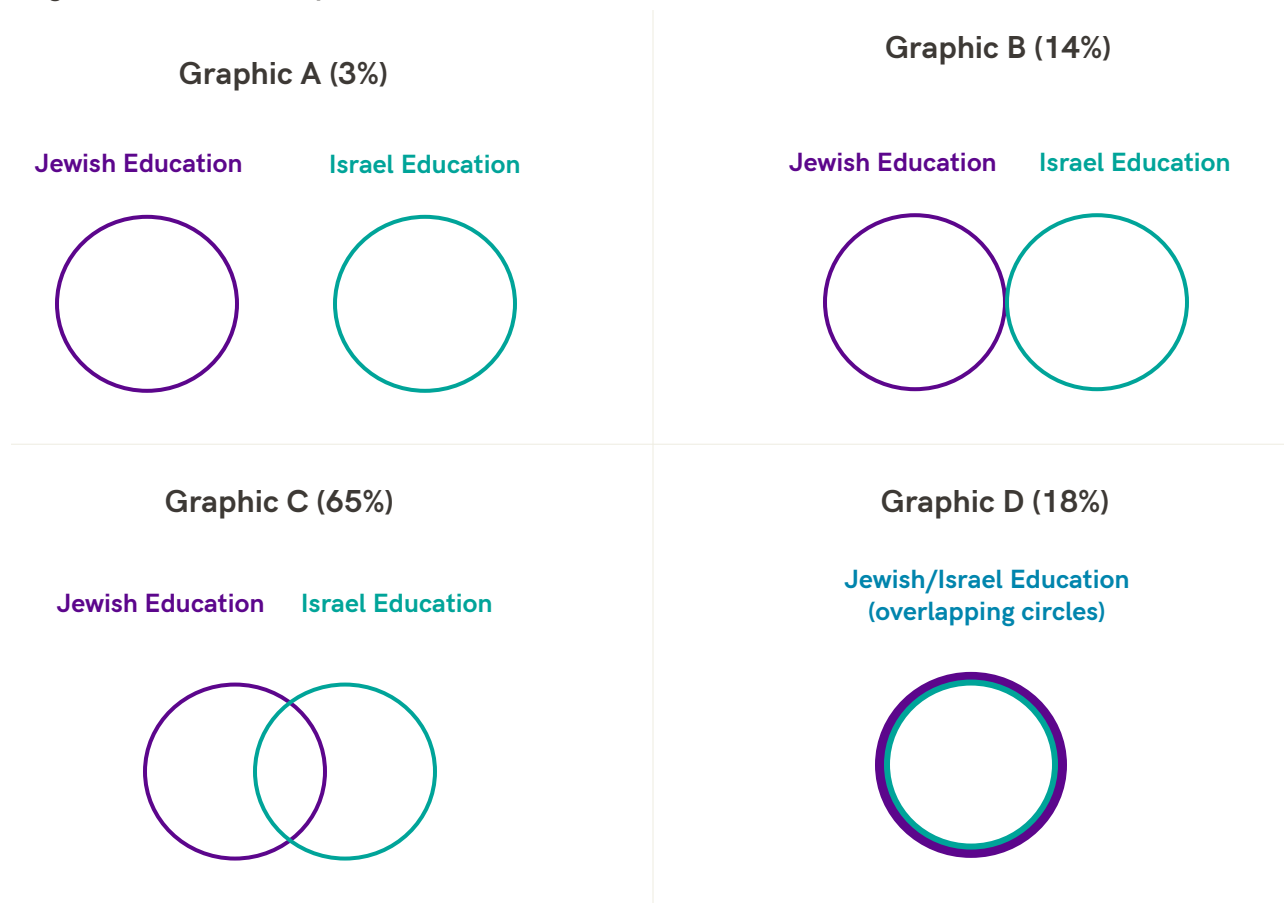 Graphic A (3%)
Jewish Education
Israel Education
Graphic B (14%)
Jewish Education
Israel Education
Graphic C (65%)
Jewish Education
Israel Education
Graphic D (18%)
Jewish/Israel Education
(overlapping circles)